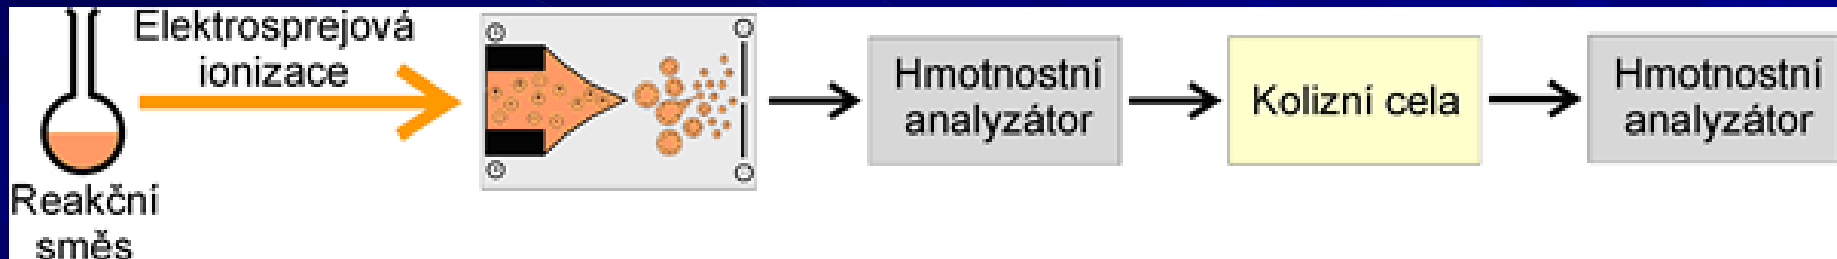 Elektrosprejová
ionizace
Reakční
směs
Hmotnostní
analyzátor
Kolizní cela
Hmotnostní
analyzátor